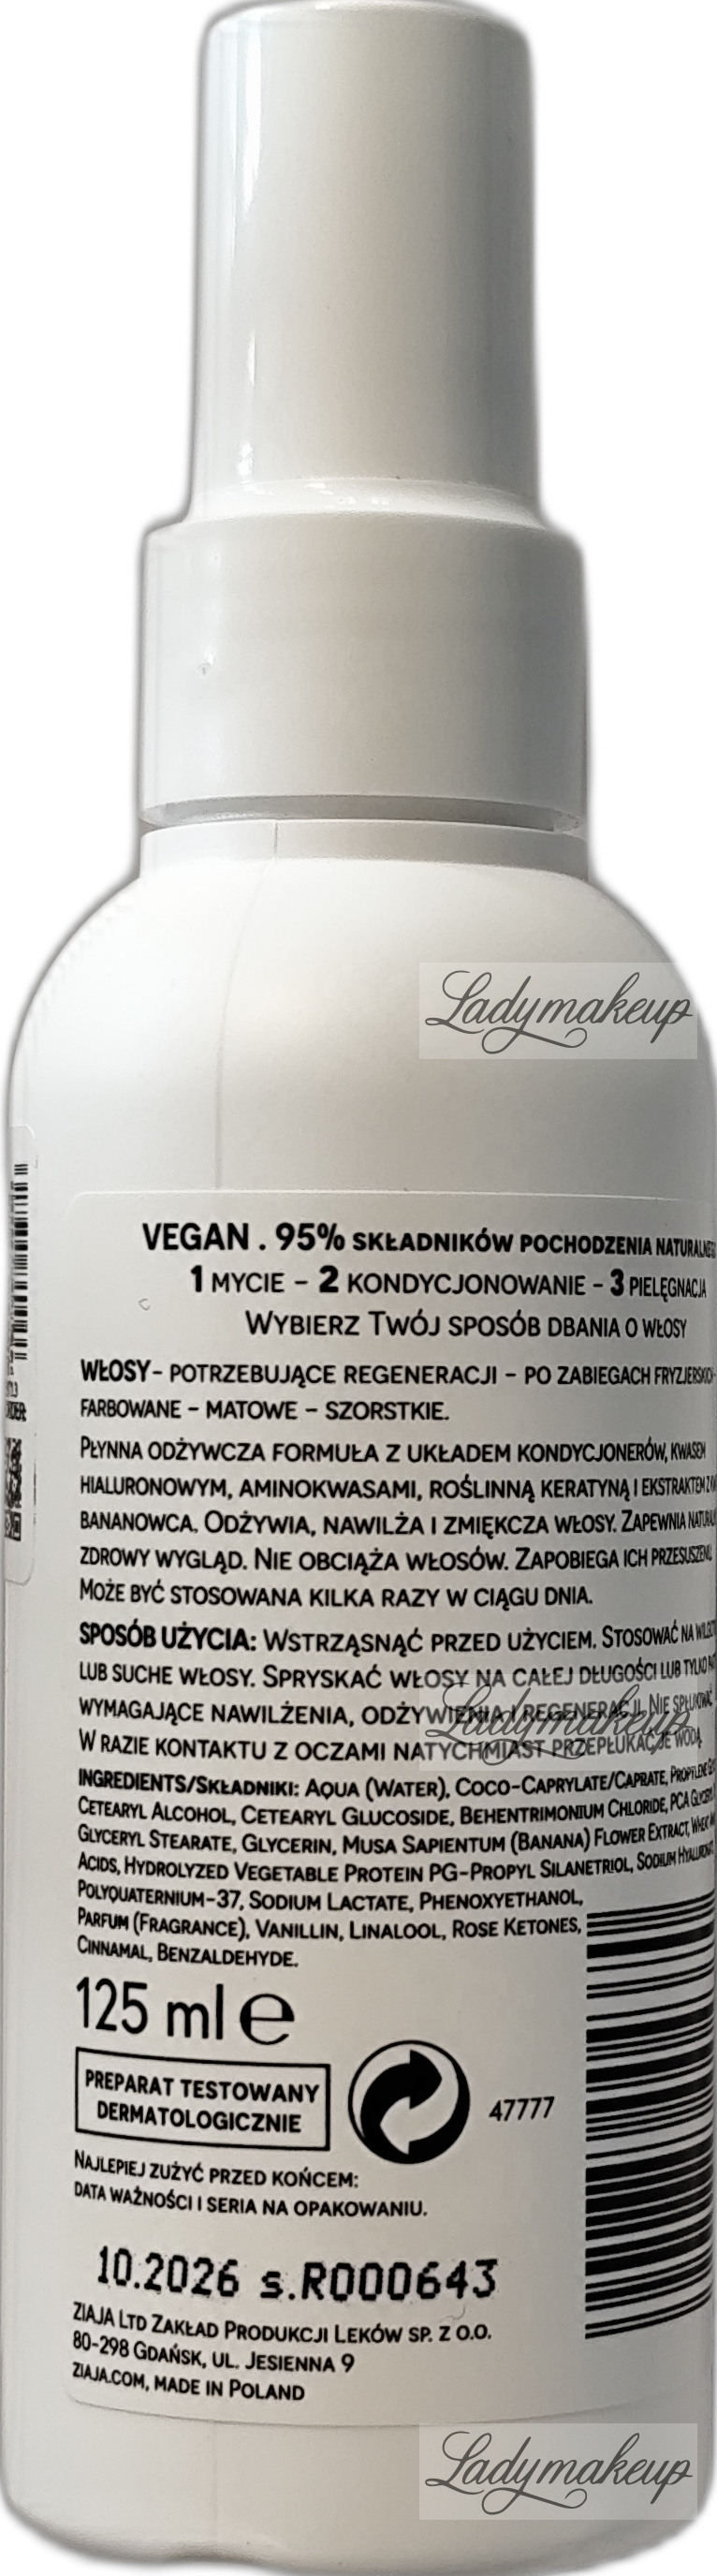 Ladymakeup
VEGAN . 95% SKŁADNIKÓW POCHODZENIA
1 MYCIE - 2 KONDYCJONOWANIE - 3 PIELĘGNACJA
WYBIERZ TWÓJ SPOSÓB DBANIA O WŁOSY
WŁOSY- POTRZEBUJĄCE REGENERACJI - PO ZABIEGACH
FARBOWANE - MATOWE - SZORSTKIE.
PŁYNNA ODŻYWCZA FORMUŁA Z UKŁADEM KONDYCJONERÓW, KWASEM
HIALURONOWYM, AMINOKWASAMI, ROŚLINNĄ KERATYNĄ I EKSTRAKTEM Z
BANANOWCA. ODŻYWIA, NAWILŻA I ZMIĘKCZA WŁOSY. ZAPEWNIA
ZDROWY WYGLĄD. NIE OBCIĄŻA WŁOSÓW. ZAPOBIEGA ICH
MOŻE BYĆ STOSOWANA KILKA RAZY W CIĄGU DNIA.
SPOSÓB UŻYCIA: WSTRZĄSNĄĆ PRZED UŻYCIEM. STOSOWAĆ NA
LUB SUCHE WŁOSY. SPRYSKAĆ WŁOSY NA CAŁEJ DŁUGOŚCI LUB TYLKO
WYMAGAJĄCE NAWILŻENIA, ODŻYWIENIA I REGENERACJI. NIE SPŁUKIWAĆ.
Ladymakeup
W RAZIE KONTAKTU Z OCZAMI NATYCHMIAST PRZEPŁUKAĆ JE WODĄ.
INGREDIENTS/SKŁADNIKI: AQUA (WATER), COCO-CAPRYLATE/CAPRATE, PROPYLENE
CETEARYL ALCOHOL, CETEARYL GLUCOSIDE, BEHENTRIMONIUM CHLORIDE, PCA
GLYCERYL STEARATE, GLYCERIN, MUSA SAPIENTUM (BANANA) FLOWER EXTRACT, WHEAT
ACIDS, HYDROLYZED VEGETABLE PROTEIN PG-PROPYL SILANETRIOL, SODIUM
POLYQUATERNIUM-37, SODIUM LACTATE, PHENOXYETHANOL,
PARFUM (FRAGRANCE), VANILLIN, LINALOOL, ROSE KETONES,
CINNAMAL, BENZALDEHYDE.
125 ml e
PREPARAT TESTOWANY
DERMATOLOGICZNIE
47777
NAJLEPIEJ ZUŻYĆ PRZED KOŃCEM:
DATA WAŻNOŚCI I SERIA NA OPAKOWANIU.
10.2026 s.R000643
ZIAJA LTD ZAKŁAD PRODUKCJI LEKÓW SP. Z O.O.
80-298 GDAŃSK, UL. JESIENNA 9
ZIAJA.COM, MADE IN POLAND
Ladymakeup